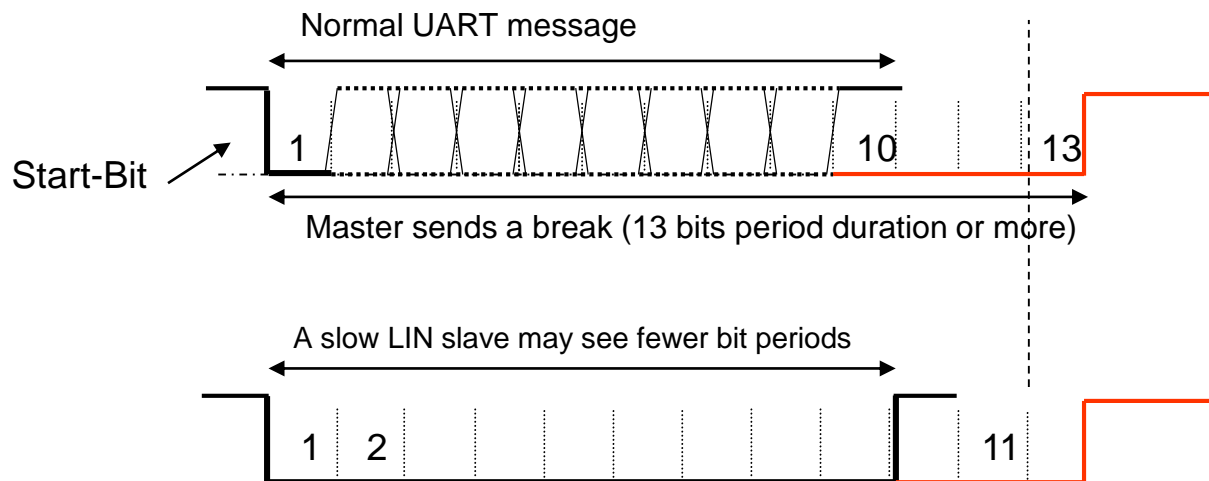 Normal UART message
1 10 13
Start-Bit
Master sends a break (13 bits period duration or more)
A slow LIN slave may see fewer bit periods
1 2 11